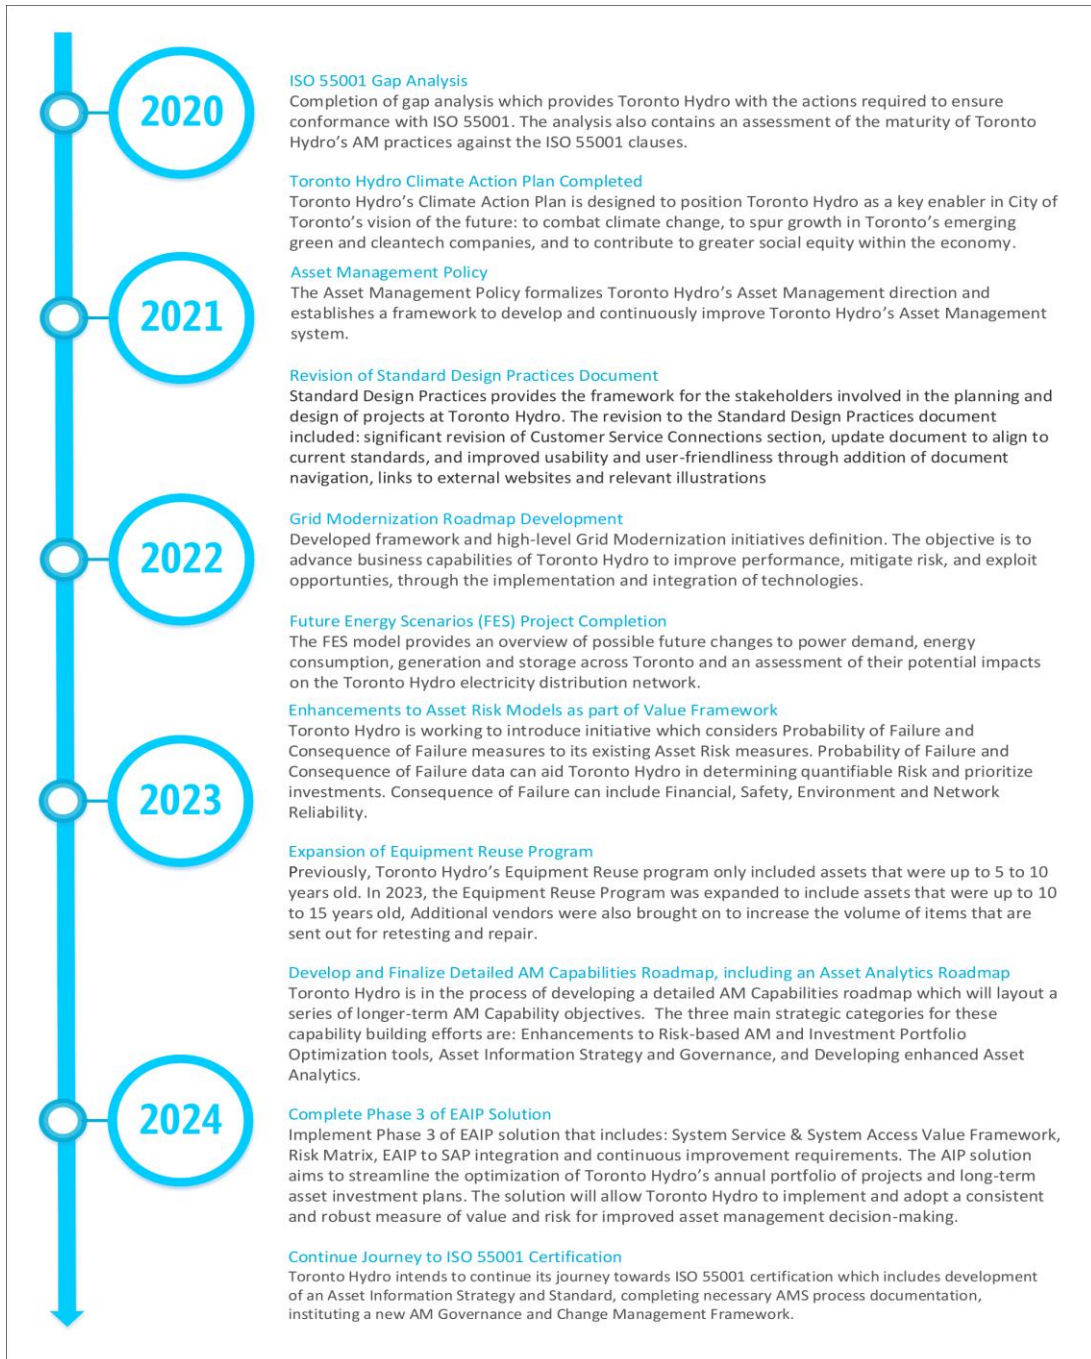 2020
ISO 55001 Gap Analysis
Completion of gap analysis which provides Toronto Hydro with the actions required to ensure
conformance with ISO 55001. The analysis also contains an assessment of the maturity of Toronto
Hydro's AM practices against the ISO 55001 clauses.
Toronto Hydro Climate Action Plan Completed
Toronto Hydro's Climate Action Plan is designed to position Toronto Hydro as a key enabler in City of
Toronto's vision of the future: to combat climate change, to spur growth in Toronto's emerging
green and cleantech companies, and to contribute to greater social equity within the economy.
2021
Asset Management Policy
The Asset Management Policy formalizes Toronto Hydro's Asset Management direction and
establishes a framework to develop and continuously improve Toronto Hydro's Asset Management
system.
Revision of Standard Design Practices Document
Standard Design Practices provides the framework for the stakeholders involved in the planning and
design of projects at Toronto Hydro. The revision to the Standard Design Practices document
included: significant revision of Customer Service Connections section, update document to align to
current standards, and improved usability and user-friendliness through addition of document
navigation, links to external websites and relevant illustrations
2022
Grid Modernization Roadmap Development
Developed framework and high-level Grid Modernization initiatives definition. The objective is to
advance business capabilities of Toronto Hydro to improve performance, mitigate risk, and exploit
opportunties, through the implementation and integration of technologies.
Future Energy Scenarios (FES) Project Completion
The FES model provides an overview of possible future changes to power demand, energy
consumption, generation and storage across Toronto and an assessment of their potential impacts
on the Toronto Hydro electricity distribution network.
2023
Enhancements to Asset Risk Models as part of Value Framework
Toronto Hydro is working to introduce initiative which considers Probability of Failure and
Consequence of Failure measures to its existing Asset Risk measures. Probability of Failure and
Consequence of Failure data can aid Toronto Hydro in determining quantifiable Risk and prioritize
investments. Consequence of Failure can include Financial, Safety, Environment and Network
Reliability.
Expansion of Equipment Reuse Program
Previously, Toronto Hydro's Equipment Reuse program only included assets that were up to 5 to 10
years old. In 2023, the Equipment Reuse Program was expanded to include assets that were up to 10
to 15 years old, Additional vendors were also brought on to increase the volume of items that are
sent out for retesting and repair.
2024
Develop and Finalize Detailed AM Capabilities Roadmap, including an Asset Analytics Roadmap
Toronto Hydro is in the process of developing a detailed AM Capabilities roadmap which will layout a
series of longer-term AM Capability objectives. The three main strategic categories for these
capability building efforts are: Enhancements to Risk-based AM and Investment Portfolio
Optimization tools, Asset Information Strategy and Governance, and Developing enhanced Asset
Analytics.
Complete Phase 3 of EAIP Solution
Implement Phase 3 of EAIP solution that includes: System Service & System Access Value Framework,
Risk Matrix, EAIP to SAP integration and continuous improvement requirements. The AIP solution
aims to streamline the optimization of Toronto Hydro's annual portfolio of projects and long-term
asset investment plans. The solution will allow Toronto Hydro to implement and adopt a consistent
and robust measure of value and risk for improved asset management decision-making.
Continue Journey to ISO 55001 Certification
Toronto Hydro intends to continue its journey towards ISO 55001 certification which includes development
of an Asset Information Strategy and Standard, completing necessary AMS process documentation,
instituting a new AM Governance and Change Management Framework.